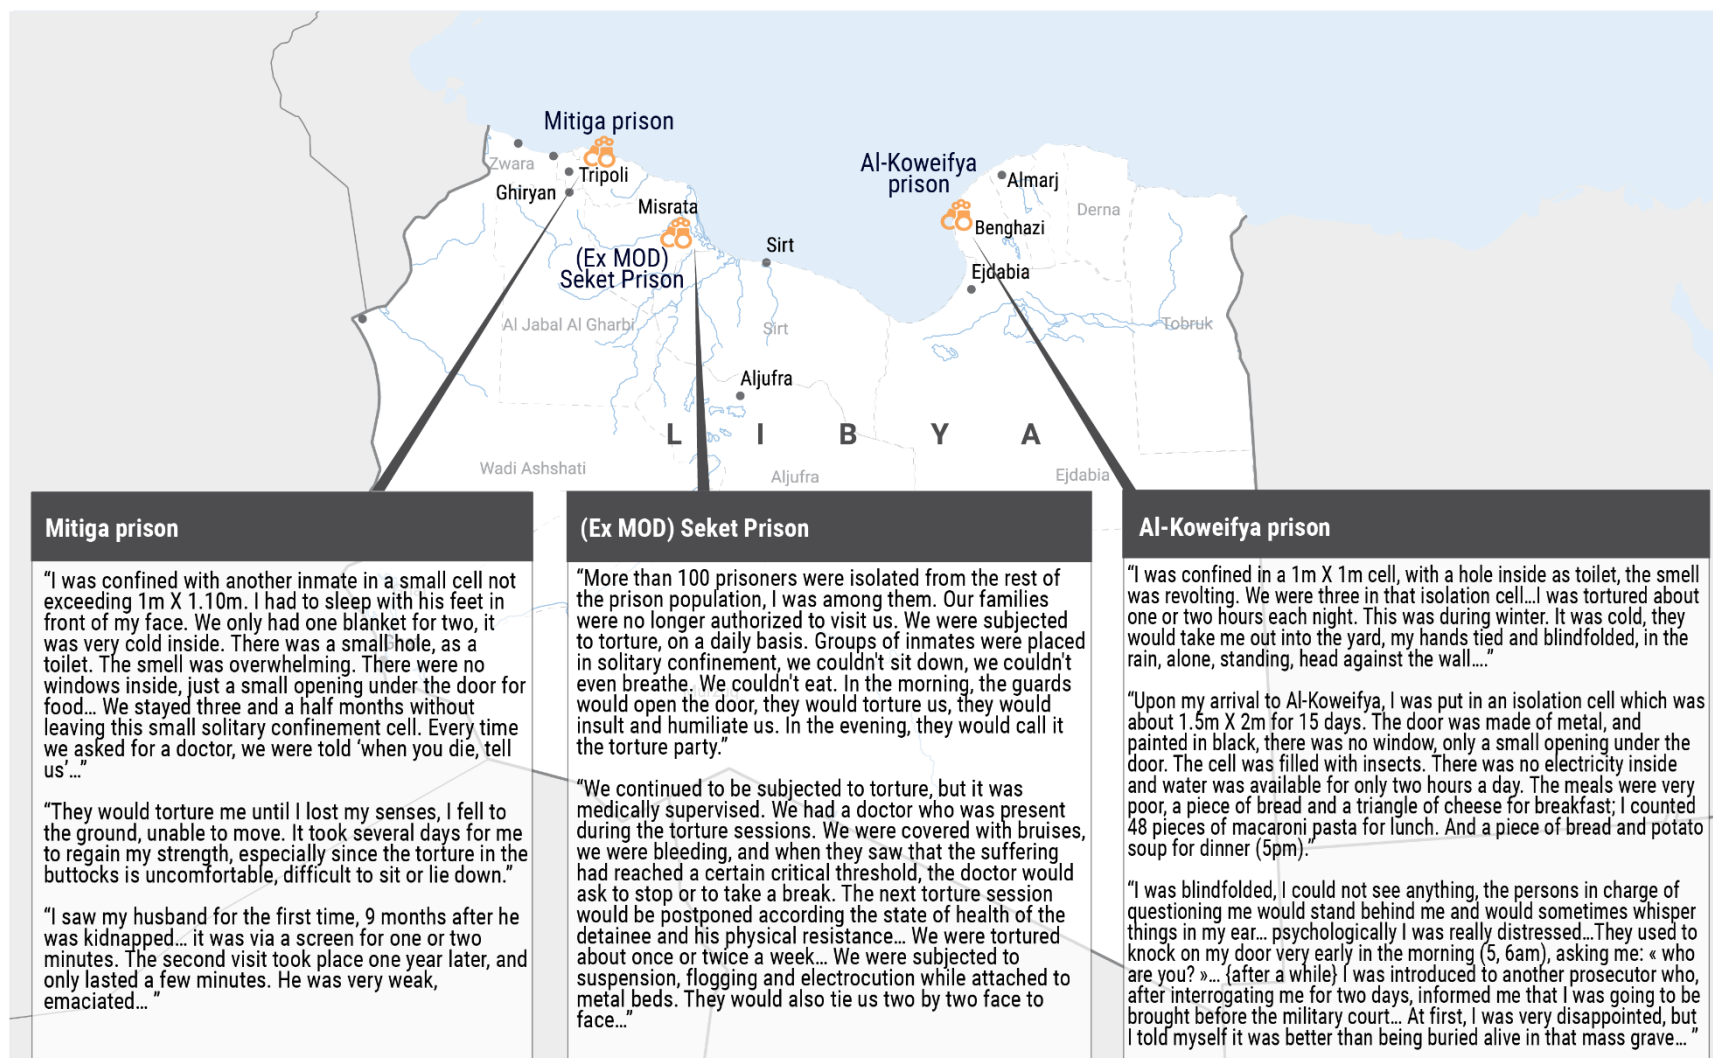 Mitiga prison
Al-Koweifya
prison
Zwara
Tripoli
Ghiryan
Almarj
Misrata
Derna
Benghazi
(Ex MOD)
Seket Prison
Sirt
Ejdabia
Al Jabal Al Gharbi
Sirt
Tobruk
Aljufra
L I B Y A
Wadi Ashshati
Aljufra
Ejdabia
Mitiga prison
“I was confined with another inmate in a small cell not
exceeding 1m X 1.10m. I had to sleep with his feet in
front of my face. We only had one blanket for two, it
was very cold inside. There was a small hole, as a
toilet. The smell was overwhelming. There were no
windows inside, just a small opening under the door for
food... We stayed three and a half months without
leaving this small solitary confinement cell. Every time
we asked for a doctor, we were told ‘when you die, tell
us’...”
“They would torture me until I lost my senses, I fell to
the ground, unable to move. It took several days for me
to regain my strength, especially since the torture in the
buttocks is uncomfortable, difficult to sit or lie down.”
“I saw my husband for the first time, 9 months after he
was kidnapped... it was via a screen for one or two
minutes. The second visit took place one year later, and
only lasted a few minutes. He was very weak,
emaciated... ”
(Ex MOD) Seket Prison
“More than 100 prisoners were isolated from the rest of
the prison population, I was among them. Our families
were no longer authorized to visit us. We were subjected
to torture, on a daily basis. Groups of inmates were placed
in solitary confinement, we couldn't sit down, we couldn't
even breathe. We couldn't eat. In the morning, the guards
would open the door, they would torture us, they would
insult and humiliate us. In the evening, they would call it
the torture party.”
“We continued to be subjected to torture, but it was
medically supervised. We had a doctor who was present
during the torture sessions. We were covered with bruises,
we were bleeding, and when they saw that the suffering
had reached a certain critical threshold, the doctor would
ask to stop or to take a break. The next torture session
would be postponed according the state of health of the
detainee and his physical resistance... We were tortured
about once or twice a week... We were subjected to
suspension, flogging and electrocution while attached to
metal beds. They would also tie us two by two face to
face...”
Al-Koweifya prison
“I was confined in a 1m X 1m cell, with a hole inside as toilet, the smell
was revolting. We were three in that isolation cell...I was tortured about
one or two hours each night. This was during winter. It was cold, they
would take me out into the yard, my hands tied and blindfolded, in the
rain, alone, standing, head against the wall....”
“Upon my arrival to Al-Koweifya, I was put in an isolation cell which was
about 1.5m X 2m for 15 days. The door was made of metal, and
painted in black, there was no window, only a small opening under the
door. The cell was filled with insects. There was no electricity inside
and water was available for only two hours a day. The meals were very
poor, a piece of bread and a triangle of cheese for breakfast; I counted
48 pieces of macaroni pasta for lunch. And a piece of bread and potato
soup for dinner (5pm).”
“I was blindfolded, I could not see anything, the persons in charge of
questioning me would stand behind me and would sometimes whisper
things in my ear... psychologically I was really distressed...They used to
knock on my door very early in the morning (5, 6am), asking me: « who
are you? »... {after a while} I was introduced to another prosecutor who,
after interrogating me for two days, informed me that I was going to be
brought before the military court... At first, I was very disappointed, but
I told myself it was better than being buried alive in that mass grave... ”